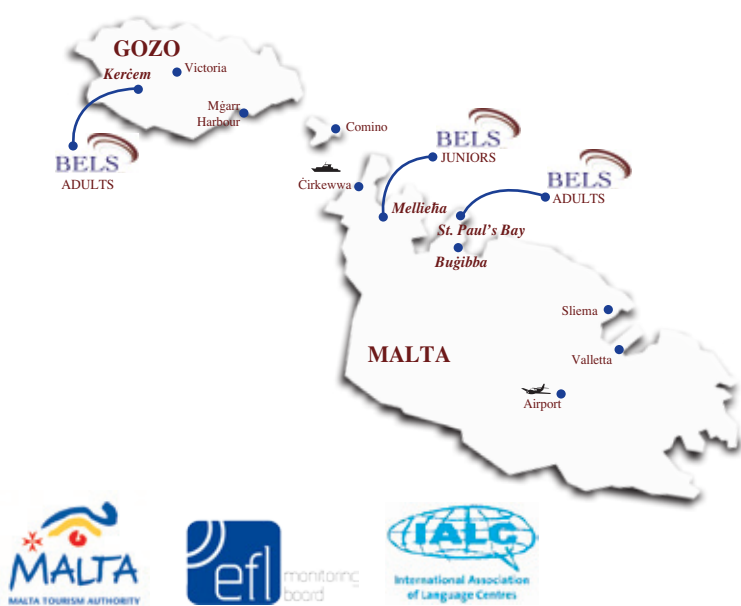 GOZO
Kerċem
Victoria
Mġarr
Harbour
Comino
BELS
ADULTS
BELS
JUNIORS
BELS
ADULTS
Ċirkewwa
Mellieħa
St. Paul's Bay
Buġibba
Sliema
MALTA
Valletta
Airport
MALTA
MALTA TOURISM AUTHORITY
efl monitoring
board
IALC
International Association
of Language Centres